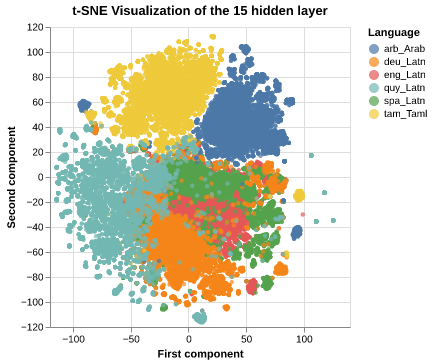 t-SNE Visualization of the 15 hidden layer
Language
arb_Arab
deu_Latn
eng_Latn
quy_Latn
spa_Latn
tam_Taml
120
100
80
60
40
20
0
−20
−40
−60
−80
−100
−120
−100
−50
0
50
100
Second component
First component